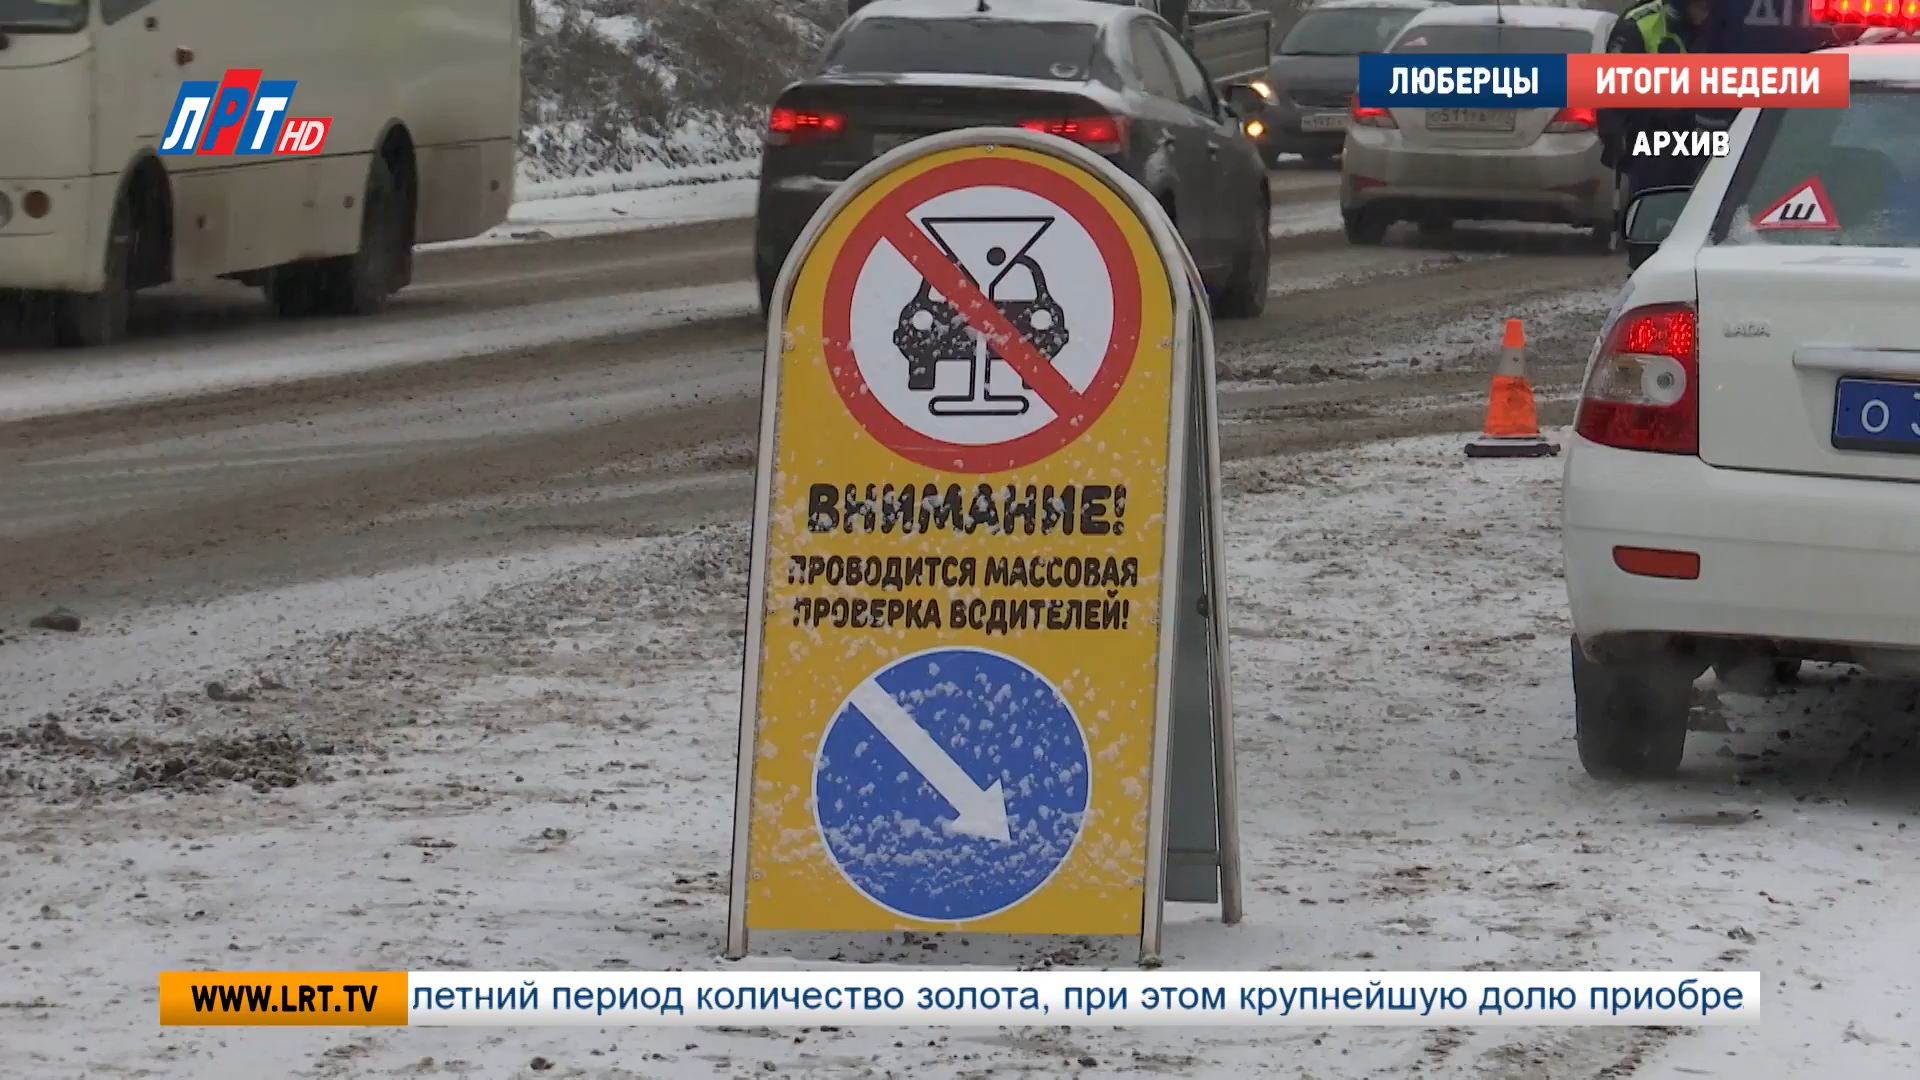 ЛРТ HD
ЛЮБЕРЦЫ ИТОГИ НЕДЕЛИ
АРХИВ
Ш
LADA
О
ВНИМАНИЕ!
ПРОВОДИТСЯ МАССОВАЯ
ПРОВЕРКА ВОДИТЕЛЕЙ!
WWW.LRT.TV летний период количество золота, при этом крупнейшую долю приобре